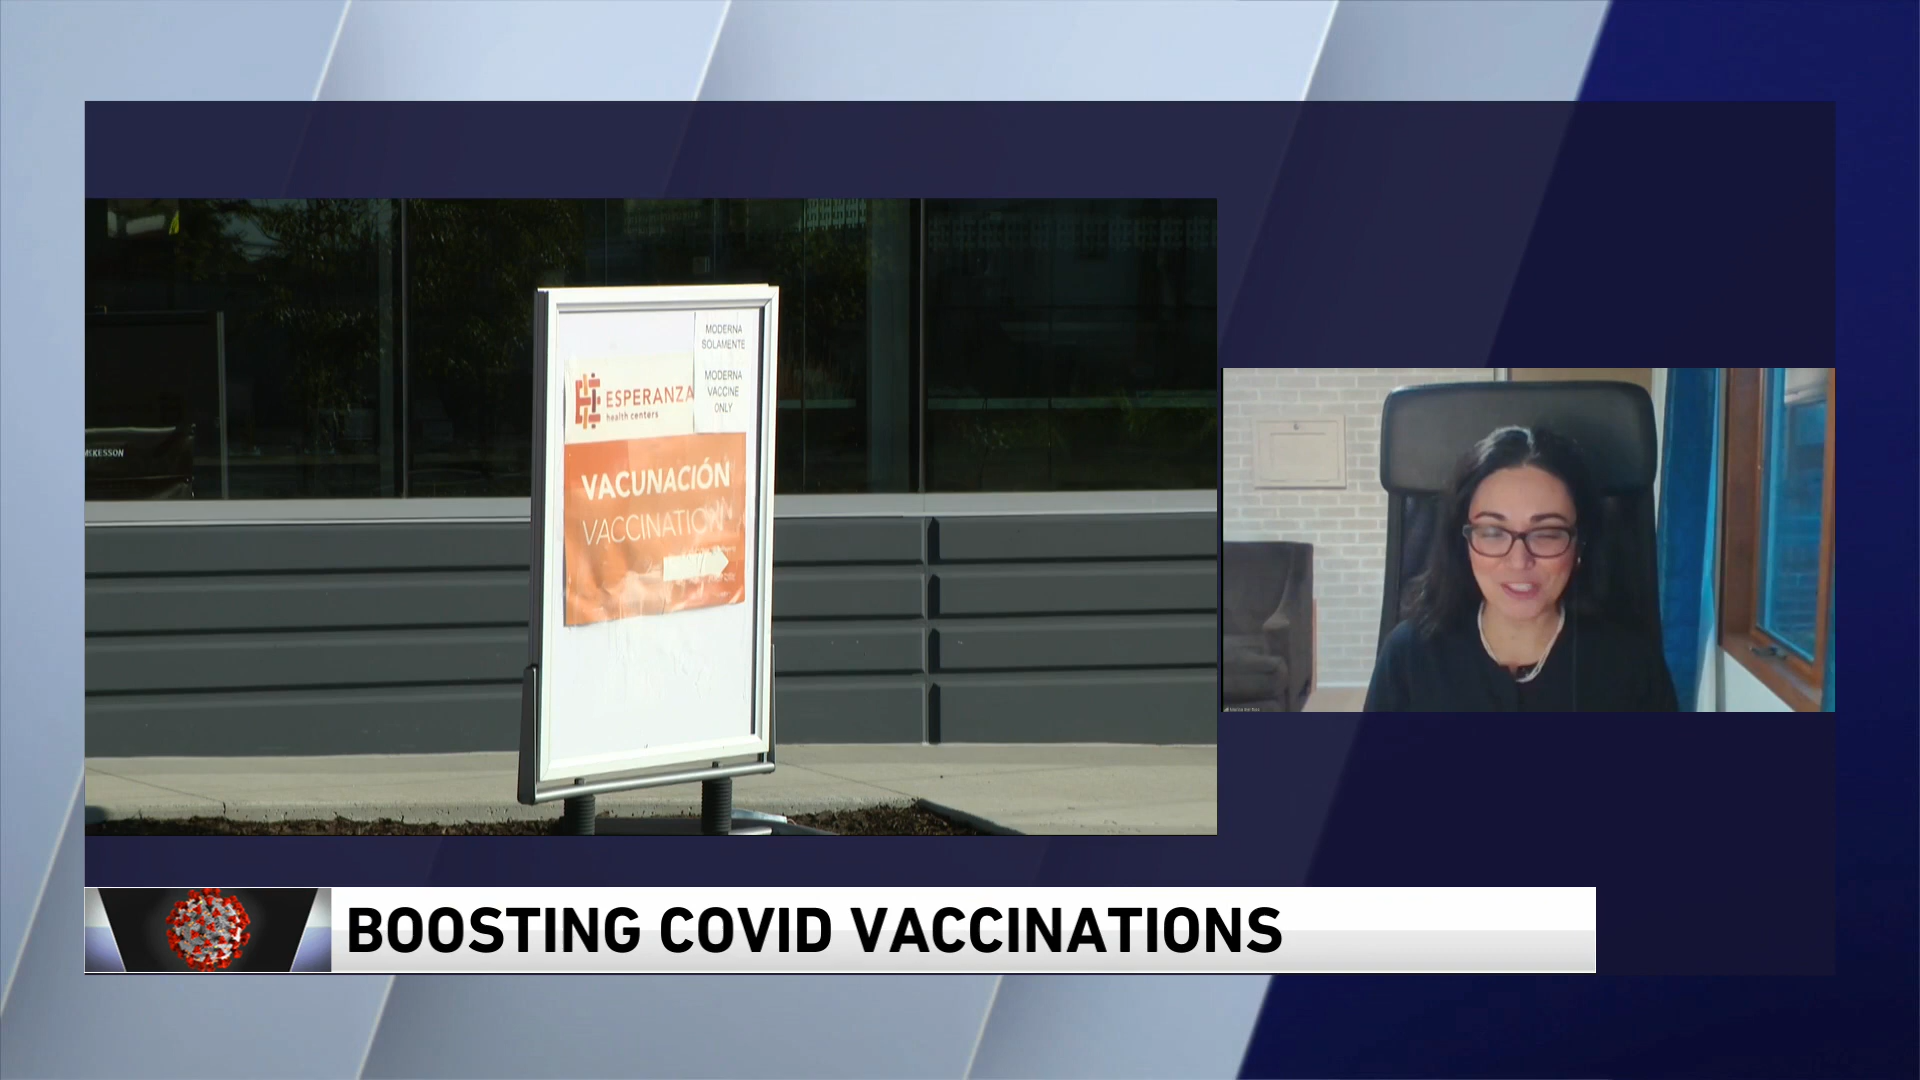 MODERNA
SOLAMENTE
MODERNA
VACCINE
ONLY
ESPERANZA
health centers
VACUNACIÓN
VACCINATION
MCKESSON
BOOSTING COVID VACCINATIONS